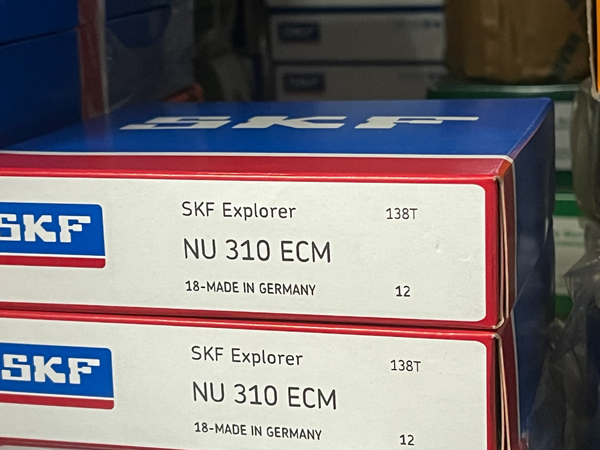 SKF
SKF
SKF Explorer 138T
NU 310 ECM
18-MADE IN GERMANY 12
SKF
SKF Explorer 138T
NU 310 ECM
18-MADE IN GERMANY 12